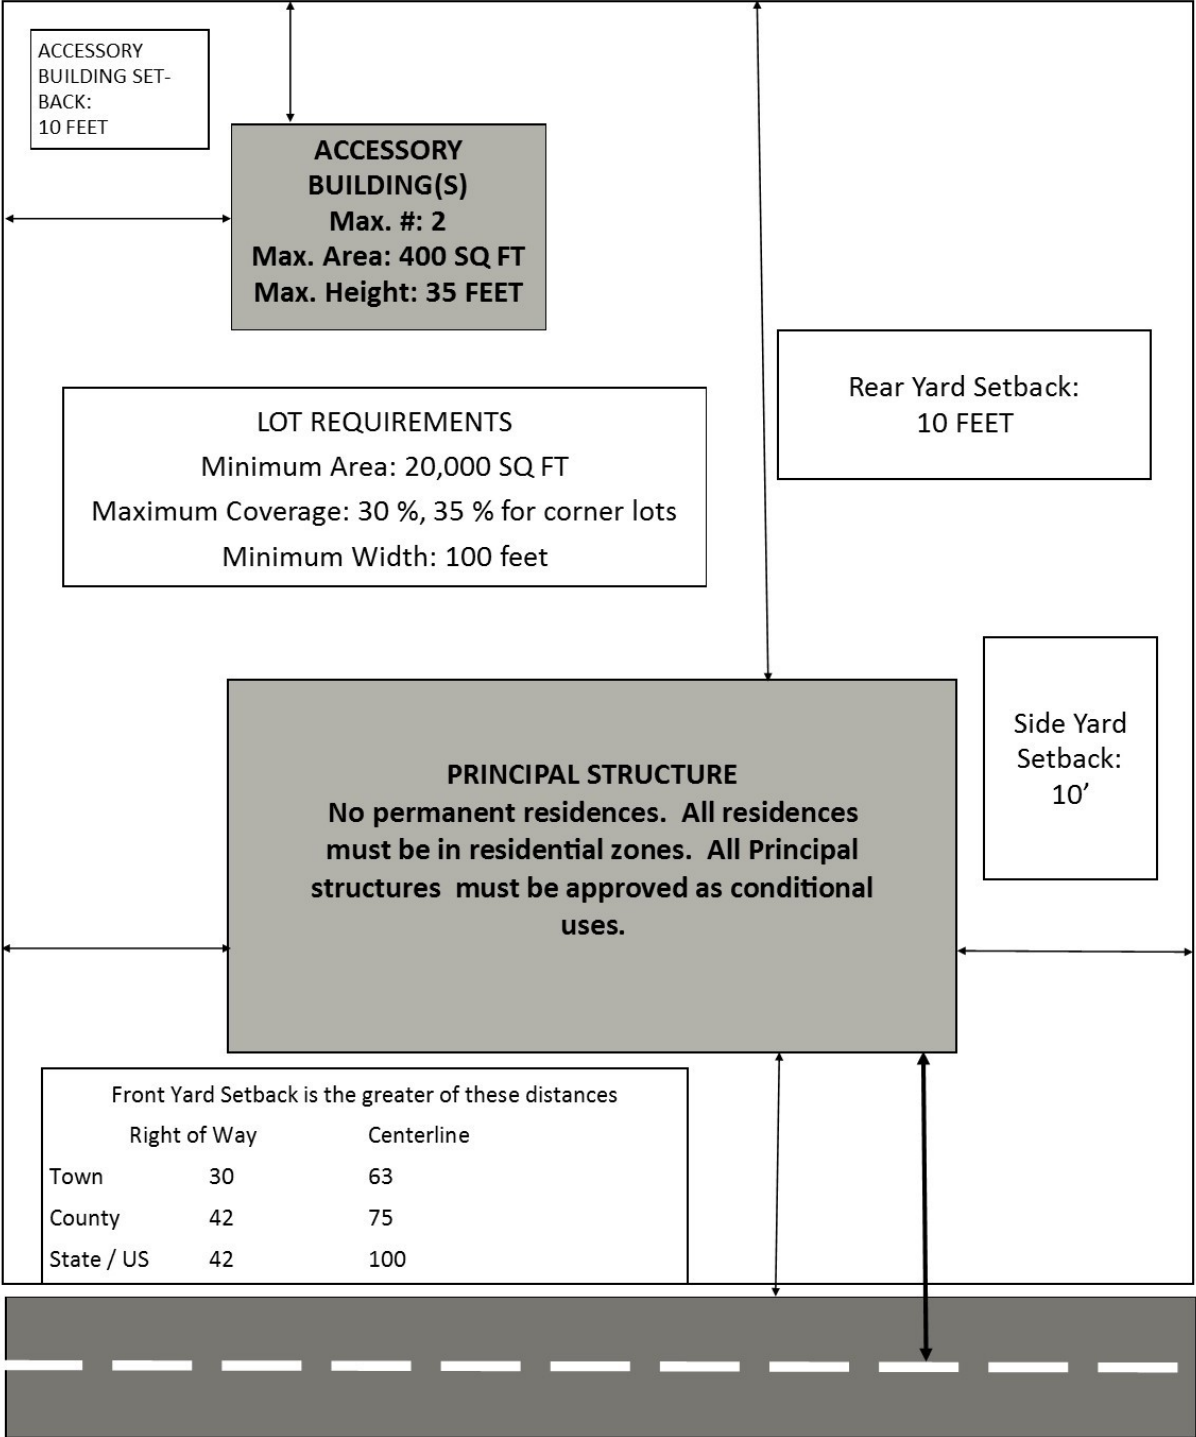 ACCESSORY
BUILDING SET-
BACK:
10 FEET
ACCESSORY
BUILDING(S)
Max. #: 2
Max. Area: 400 SQ FT
Max. Height: 35 FEET
Rear Yard Setback:
10 FEET
LOT REQUIREMENTS
Minimum Area: 20,000 SQ FT
Maximum Coverage: 30 %, 35 % for corner lots
Minimum Width: 100 feet
Side Yard
Setback:
10’
PRINCIPAL STRUCTURE
No permanent residences.  All residences
must be in residential zones.  All Principal
structures  must be approved as conditional
uses.
Front Yard Setback is the greater of these distances
Right of Way Centerline
Town 30 63
County 42 75
State / US 42 100